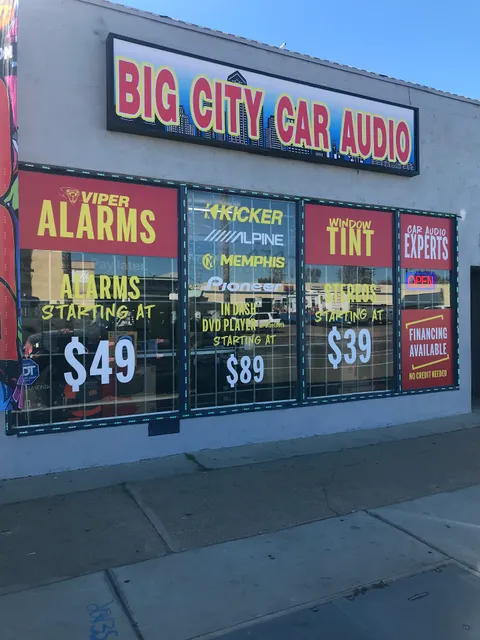 BIG CITY CAR AUDIO
VIPER
ALARMS
ALARMS
STARTING AT
$49
KICKER
ALPINE
MEMPHIS
Pioneer
IN DASH
DVD PLAYER
STARTING AT
$89
WINDOW
TINT
STEREOS
STARTING AT
$39
CAR AUDIO
EXPERTS
OPEN
FINANCING
AVAILABLE
NO CREDIT NEEDED